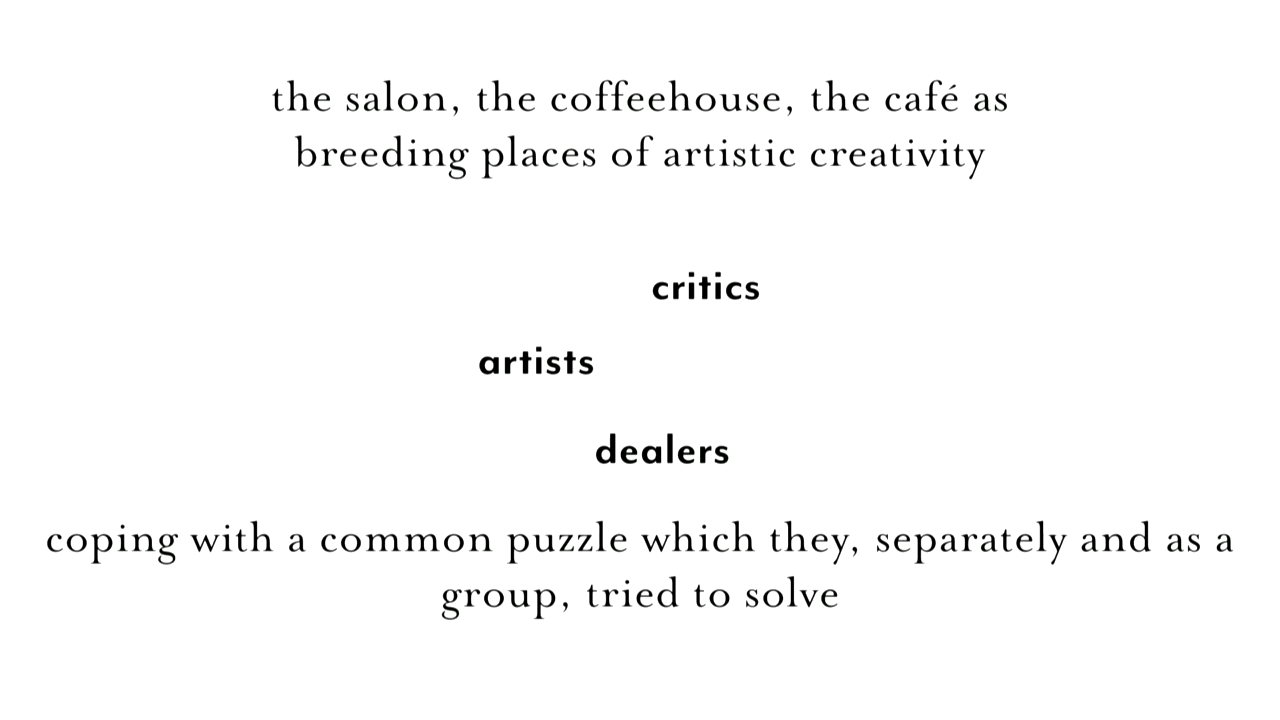 the salon, the coffeehouse, the café as
breeding places of artistic creativity
critics
artists
dealers
coping with a common puzzle which they, separately and as a
group, tried to solve